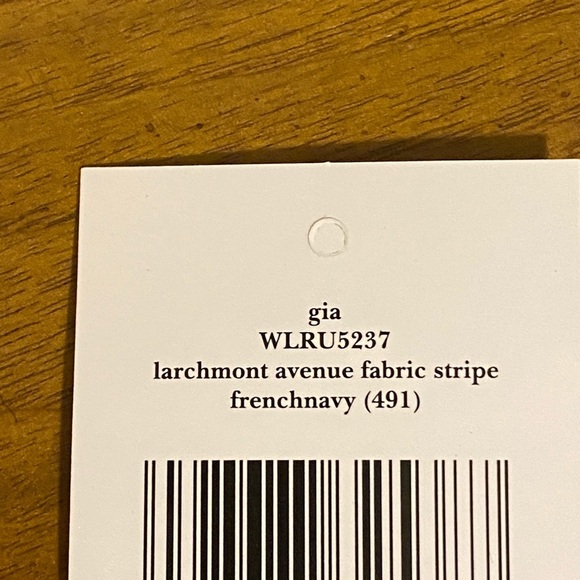 gia
WLRU5237
larchmont avenue fabric stripe
frenchnavy (491)